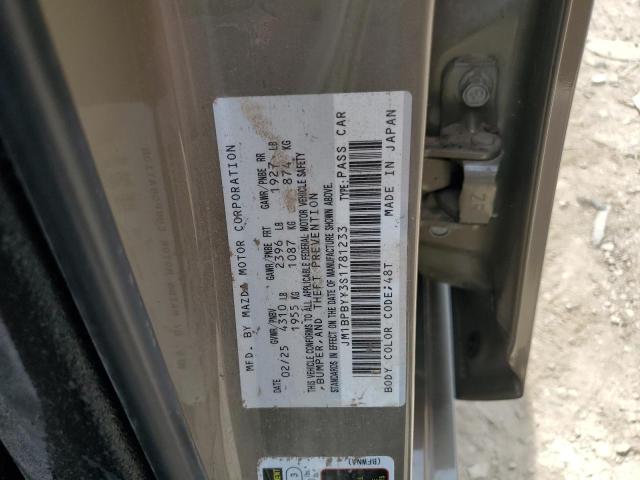 MFD. BY MAZDA MOTOR CORPORATION
DATE GVWR/PNBV GAWR/PNBE FRT GAWR/PNBE RR
02/25 4310 LB 2396 LB 1927 LB
1955 KG 1087 KG 874 KG
THIS VEHICLE CONFORMS TO ALL APPLICABLE FEDERAL MOTOR VEHICLE SAFETY
,BUMPER,AND THEFT PREVENTION
STANDARDS IN EFFECT ON THE DATE OF MANUFACTURE SHOWN ABOVE.
JM1BPBYY3S1781233 TYPE:PASS CAR
BODY COLOR CODE:48T MADE IN JAPAN
(BFWNA)